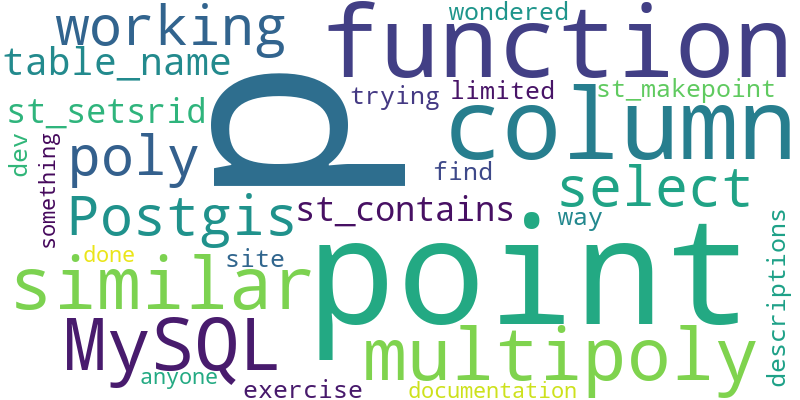 wondered
working
function
table_name
trying
limited
st_makepoint
st_setsrid
p
column
dev
something
poly
find
select
Postgis
st_contains
way
point
done
site
similar
descriptions
MySQL
multipoly
anyone
exercise
documentation